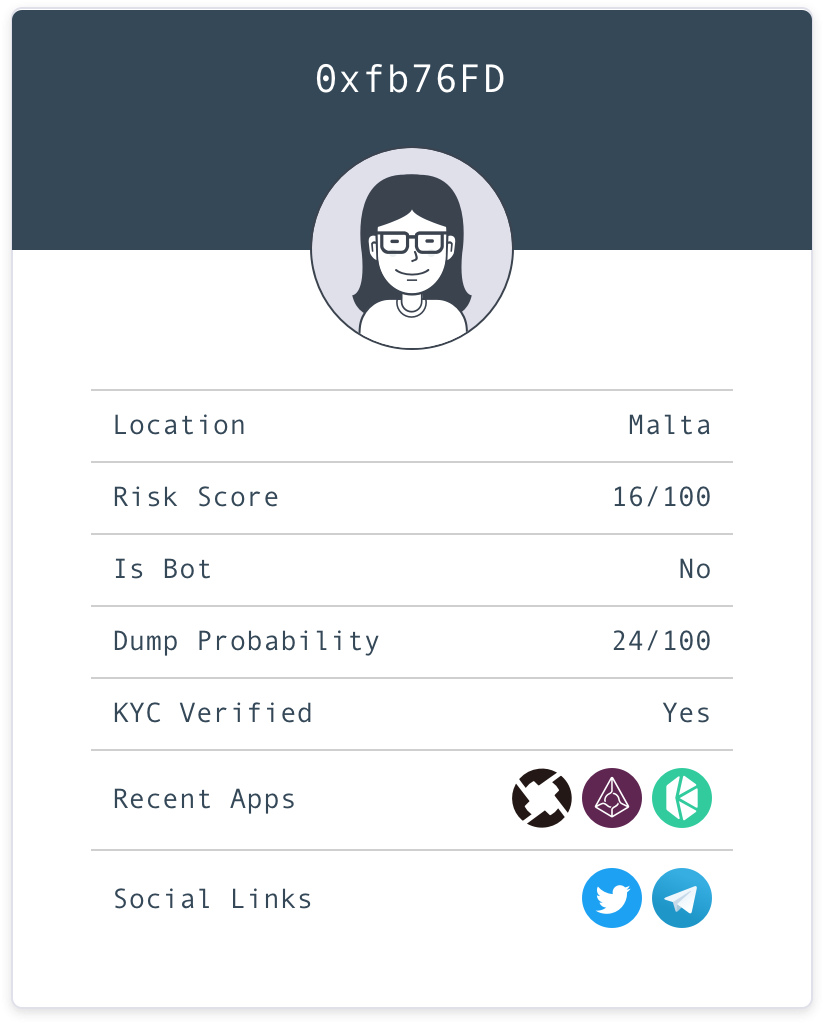 0xfb76FD
Location Malta
Risk Score 16/100
Is Bot No
Dump Probability 24/100
KYC Verified Yes
Recent Apps
Social Links